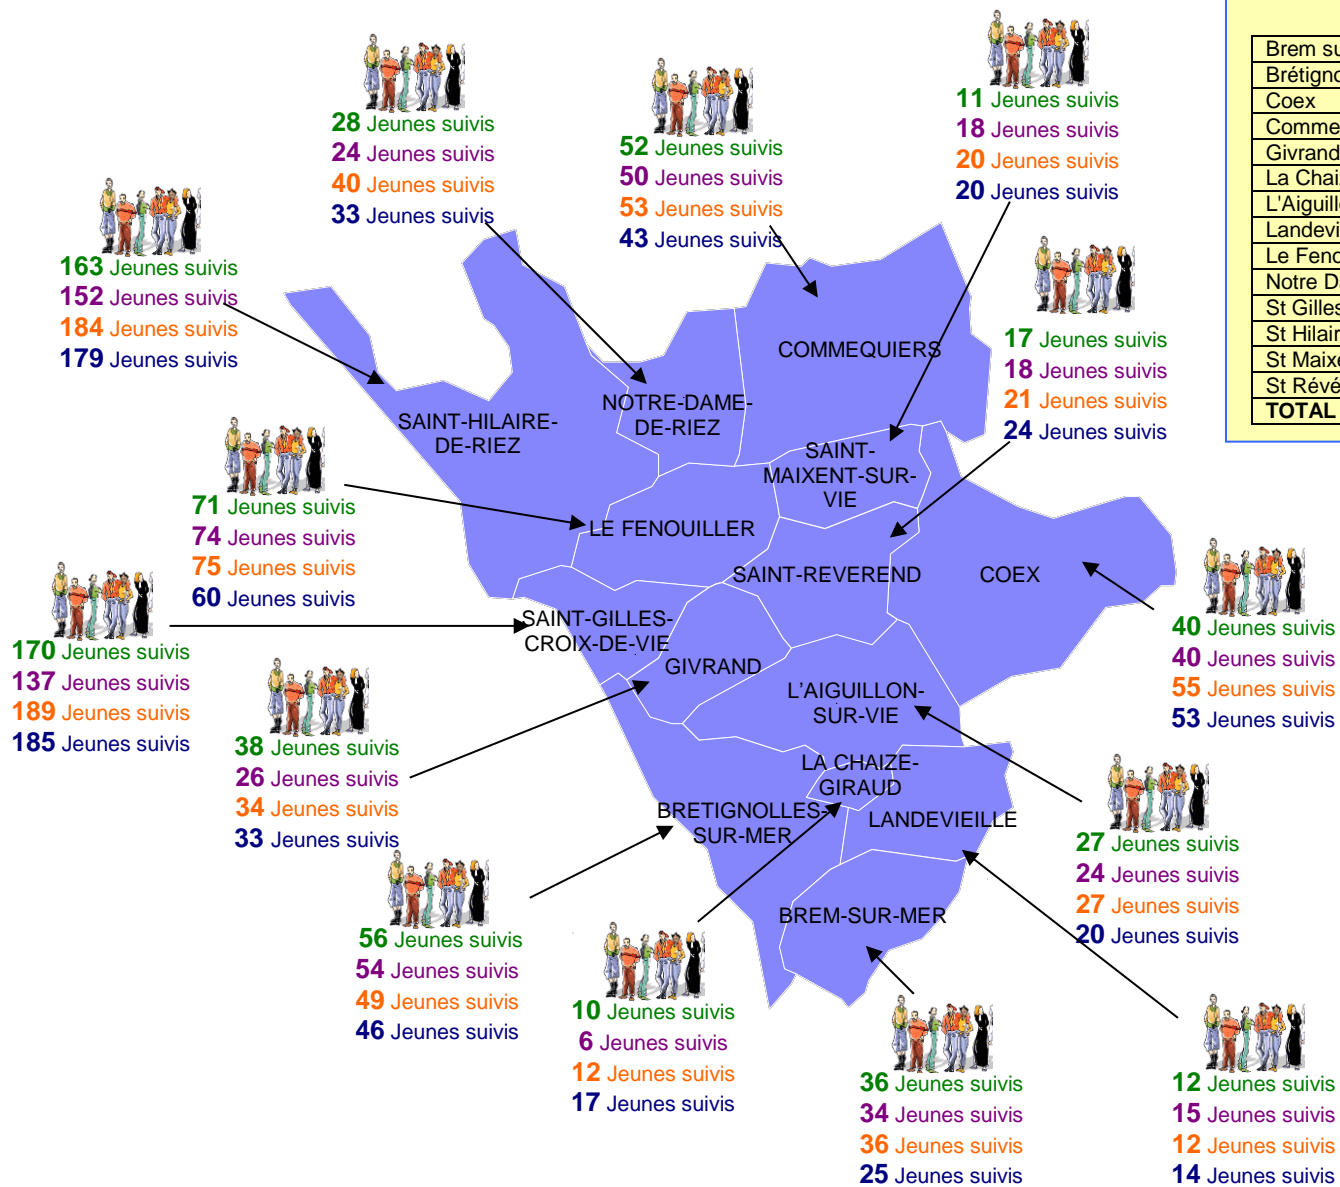 28 Jeunes suivis
24 Jeunes suivis
40 Jeunes suivis
33 Jeunes suivis
52 Jeunes suivis
50 Jeunes suivis
53 Jeunes suivis
43 Jeunes suivis
11 Jeunes suivis
18 Jeunes suivis
20 Jeunes suivis
20 Jeunes suivis
Coex
Givrand
TOTAL
163 Jeunes suivis
152 Jeunes suivis
184 Jeunes suivis
179 Jeunes suivis
17 Jeunes suivis
18 Jeunes suivis
21 Jeunes suivis
24 Jeunes suivis
COMMEQUIERS
NOTRE-DAME-
DE-RIEZ
SAINT-HILAIRE-
DE-RIEZ
SAINT-
MAIXENT-SUR-
VIE
71 Jeunes suivis
74 Jeunes suivis
75 Jeunes suivis
60 Jeunes suivis
LE FENOUILLER
SAINT-REVEREND
COEX
170 Jeunes suivis
137 Jeunes suivis
189 Jeunes suivis
185 Jeunes suivis
SAINT-GILLES-
CROIX-DE-VIE
GIVRAND
40 Jeunes suivis
40 Jeunes suivis
55 Jeunes suivis
53 Jeunes suivis
38 Jeunes suivis
26 Jeunes suivis
34 Jeunes suivis
33 Jeunes suivis
L'AIGUILLON-
SUR-VIE
LA CHAIZE-
GIRAUD
BRETIGNOLLES-
SUR-MER
LANDEVIEILLE
27 Jeunes suivis
24 Jeunes suivis
27 Jeunes suivis
20 Jeunes suivis
BREM-SUR-MER
56 Jeunes suivis
54 Jeunes suivis
49 Jeunes suivis
46 Jeunes suivis
10 Jeunes suivis
6 Jeunes suivis
12 Jeunes suivis
17 Jeunes suivis
36 Jeunes suivis
34 Jeunes suivis
36 Jeunes suivis
25 Jeunes suivis
12 Jeunes suivis
15 Jeunes suivis
12 Jeunes suivis
14 Jeunes suivis